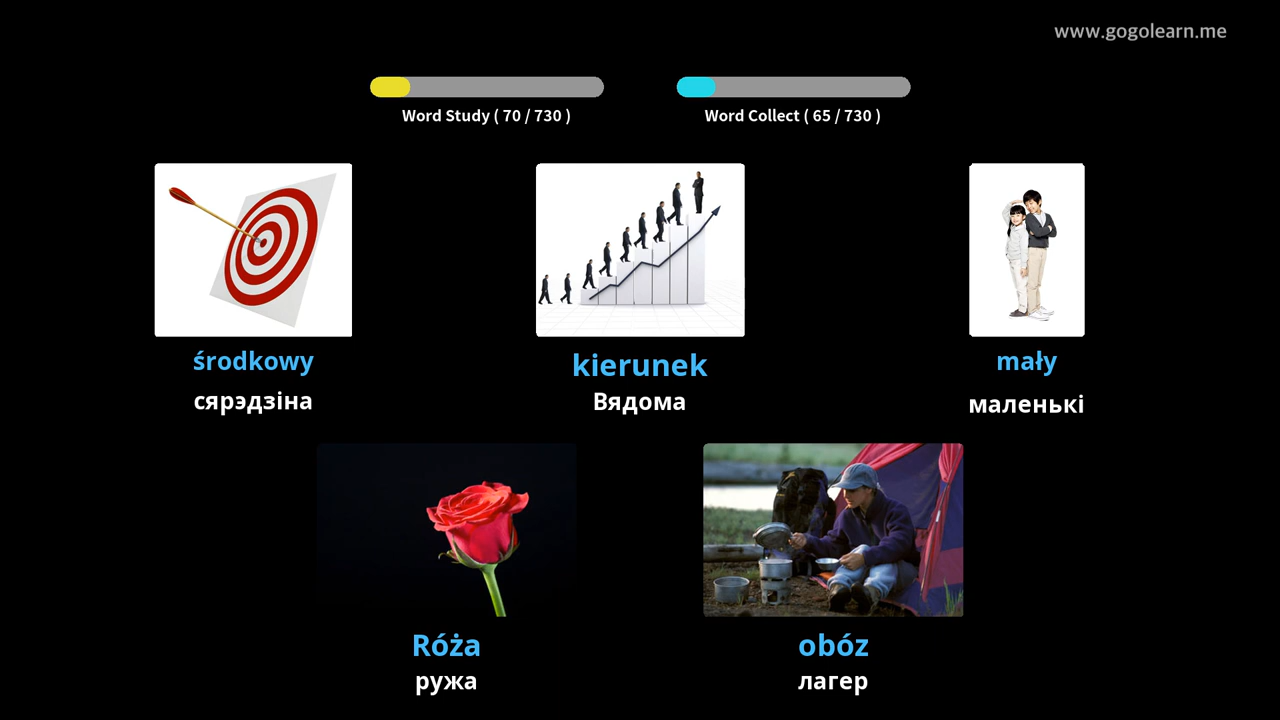 www.gogolearn.me
Word Study ( 70 / 730 )
Word Collect ( 65 / 730 )
środkowy
kierunek
mały
сярэдзіна
Вядома
маленькі
Róża
obóz
ружа
лагер